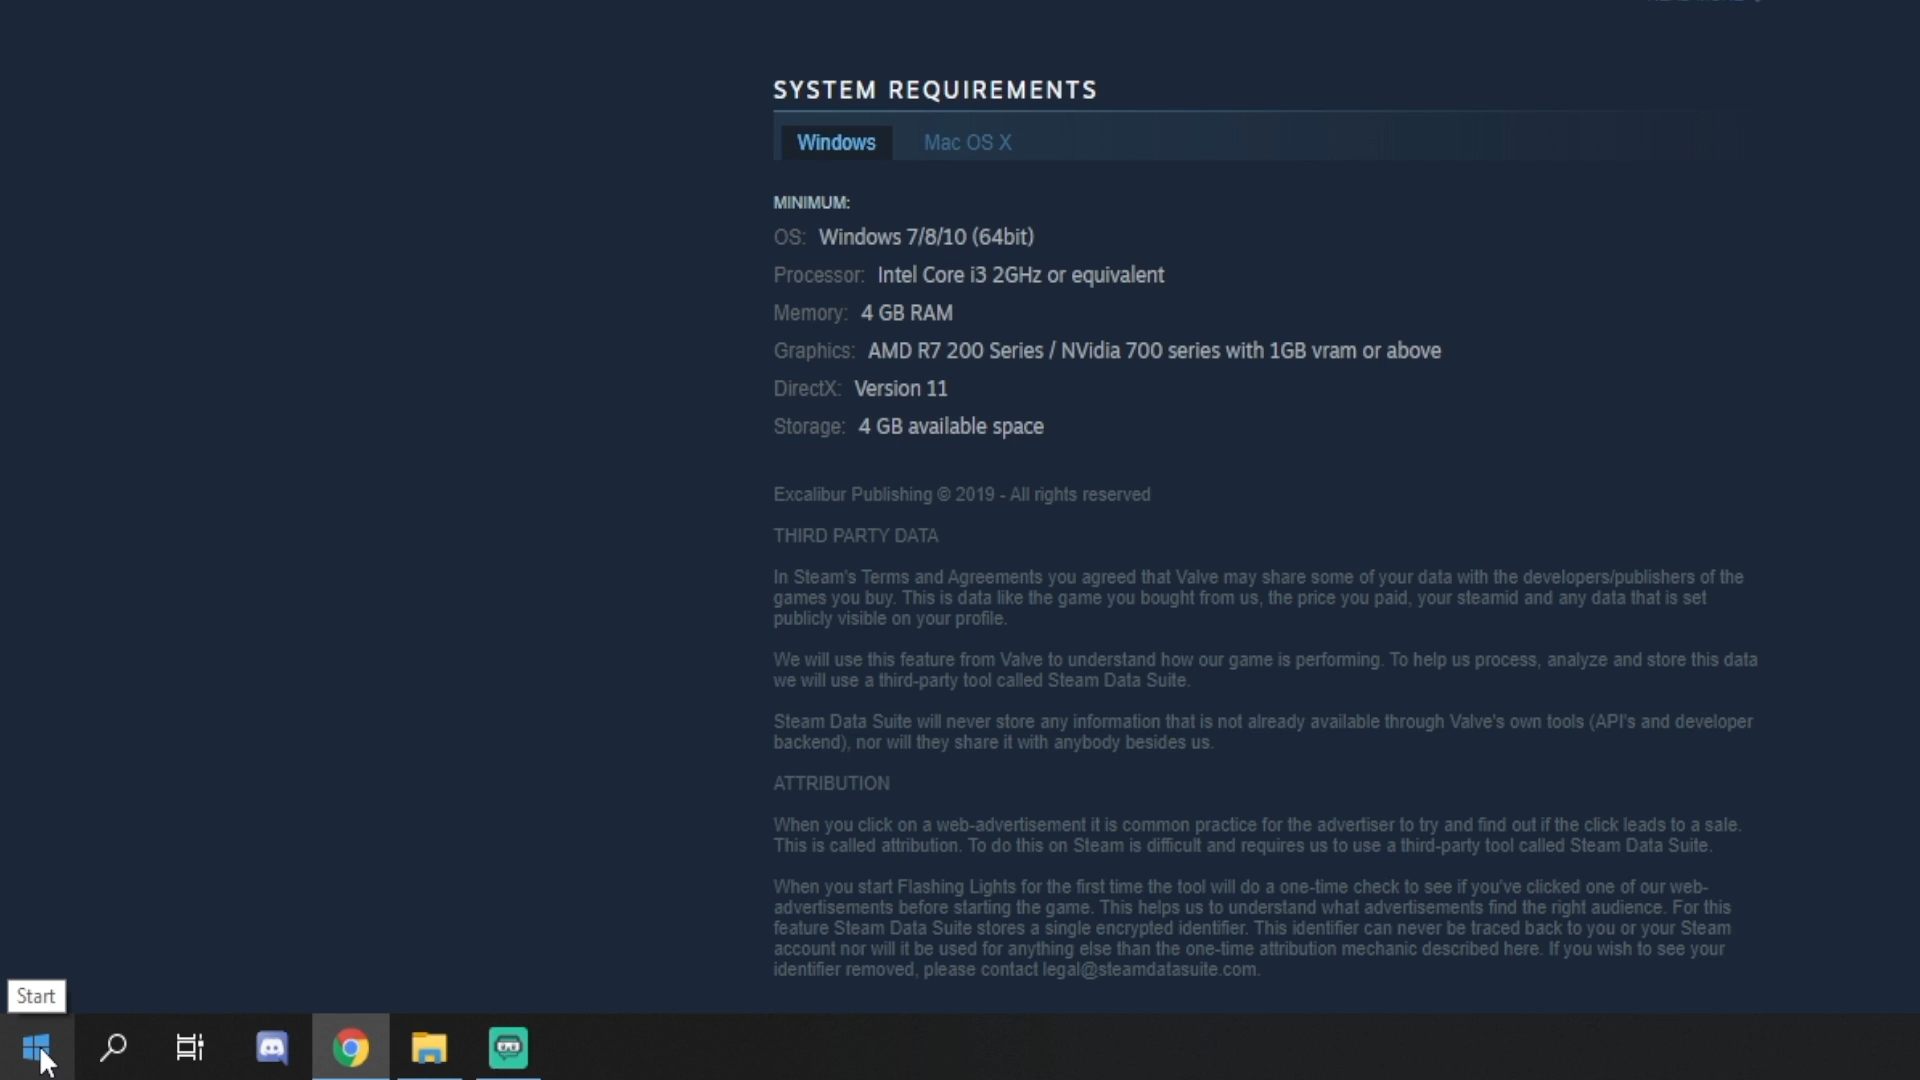 SYSTEM REQUIREMENTS
Windows Mac OS X
MINIMUM:
OS: Windows 7/8/10 (64bit)
Processor: Intel Core i3 2GHz or equivalent
Memory: 4 GB RAM
Graphics: AMD R7 200 Series / NVidia 700 series with 1GB vram or above
DirectX: Version 11
Storage: 4 GB available space
Excalibur Publishing © 2019 - All rights reserved
THIRD PARTY DATA
In Steam's Terms and Agreements you agreed that Valve may share some of your data with the developers/publishers of the
games you buy. This is data like the game you bought from us, the price you paid, your steamid and any data that is set
publicly visible on your profile.
We will use this feature from Valve to understand how our game is performing. To help us process, analyze and store this data
we will use a third-party tool called Steam Data Suite.
Steam Data Suite will never store any information that is not already available through Valve's own tools (API's and developer
backend), nor will they share it with anybody besides us.
ATTRIBUTION
When you click on a web-advertisement it is common practice for the advertiser to try and find out if the click leads to a sale.
This is called attribution. To do this on Steam is difficult and requires us to use a third-party tool called Steam Data Suite.
When you start Flashing Lights for the first time the tool will do a one-time check to see if you've clicked one of our web-
advertisements before starting the game. This helps us to understand what advertisements find the right audience. For this
feature Steam Data Suite stores a single encrypted identifier. This identifier can never be traced back to you or your Steam
account nor will it be used for anything else than the one-time attribution mechanic described here. If you wish to see your
identifier removed, please contact legal@steamdatasuite.com.
Start